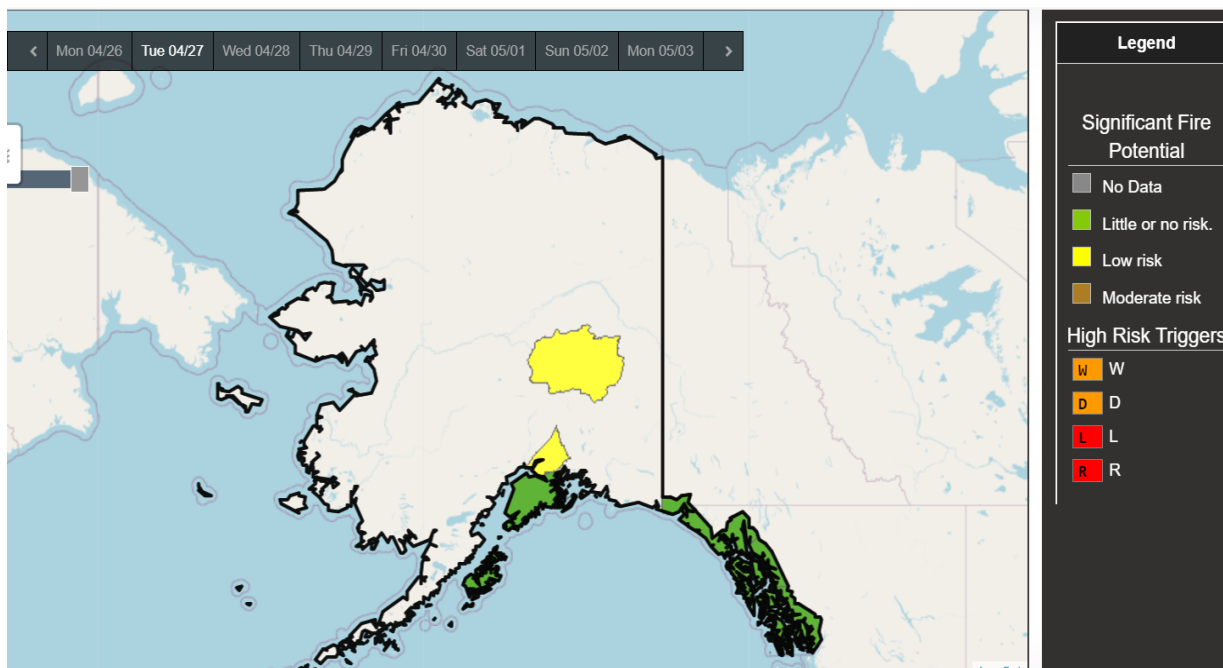 Mon 04/26 Tue 04/27 Wed 04/28 Thu 04/29 Fri 04/30 Sat 05/01 Sun 05/02 Mon 05/03
Legend
Significant Fire
Potential
No Data
Little or no risk.
Low risk
Moderate risk
High Risk Triggers
W W
D D
L L
R R